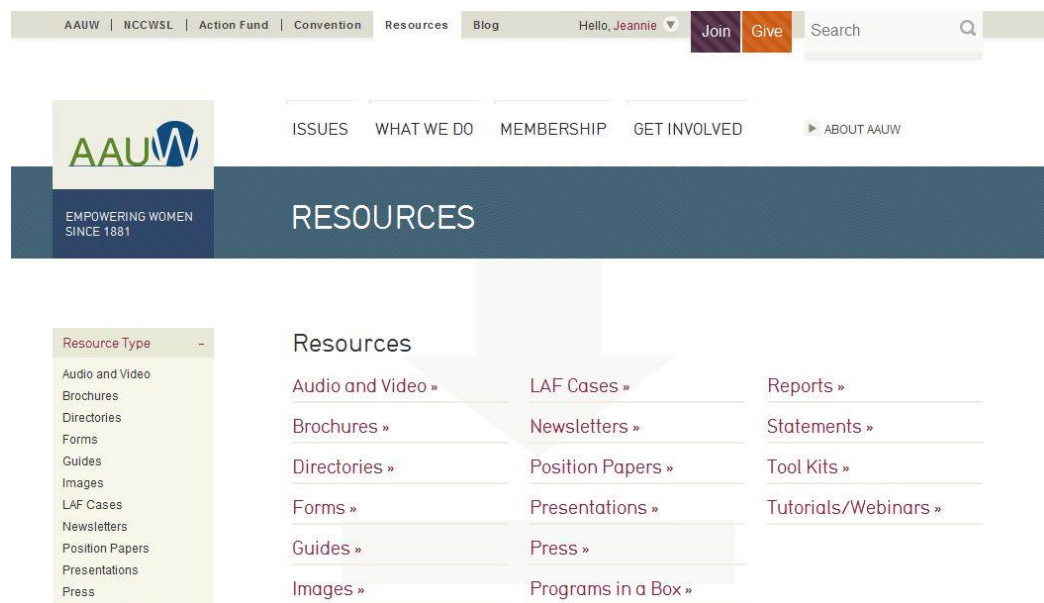 AAUW | NCCWSL | Action Fund | Convention Resources Blog Hello, Jeannie Join Give Search
AAUW
ISSUES WHAT WE DO MEMBERSHIP GET INVOLVED ABOUT AAUW
EMPOWERING WOMEN
SINCE 1881
RESOURCES
Resource Type -
Audio and Video
Brochures
Directories
Forms
Guides
Images
LAF Cases
Newsletters
Position Papers
Presentations
Press
Resources
Audio and Video »
Brochures »
Directories »
Forms »
Guides »
Images »
LAF Cases »
Newsletters »
Position Papers »
Presentations »
Press »
Programs in a Box »
Reports »
Statements »
Tool Kits »
Tutorials/Webinars »